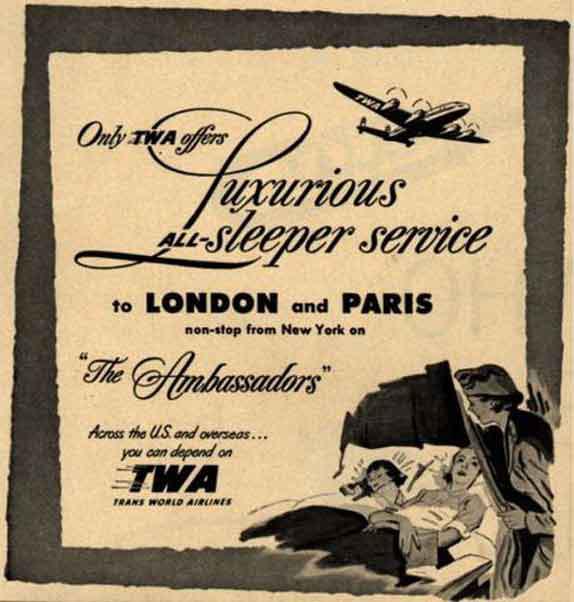 Only TWA offers
Luxurious
ALL-sleeper service
to LONDON and PARIS
non-stop from New York on
"The Ambassadors"
Across the U.S. and overseas...
you can depend on
TWA
TRANS WORLD AIRLINES
TWA